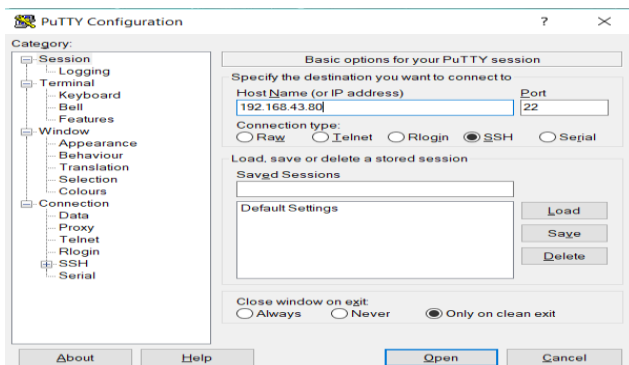 PuTTY Configuration
?
Category:
Session
Logging
Terminal
Keyboard
Bell
Features
Window
Appearance
Behaviour
Translation
Selection
Colours
Connection
Data
Proxy
Telnet
Rlogin
SSH
Serial
Basic options for your PuTTY session
Specify the destination you want to connect to
Host Name (or IP address) Port
192.168.43.80 22
Connection type:
Raw Telnet Rlogin SSH Serial
Load, save or delete a stored session
Saved Sessions
Default Settings
Load
Save
Delete
Close window on exit:
Always Never Only on clean exit
About Help Open Cancel